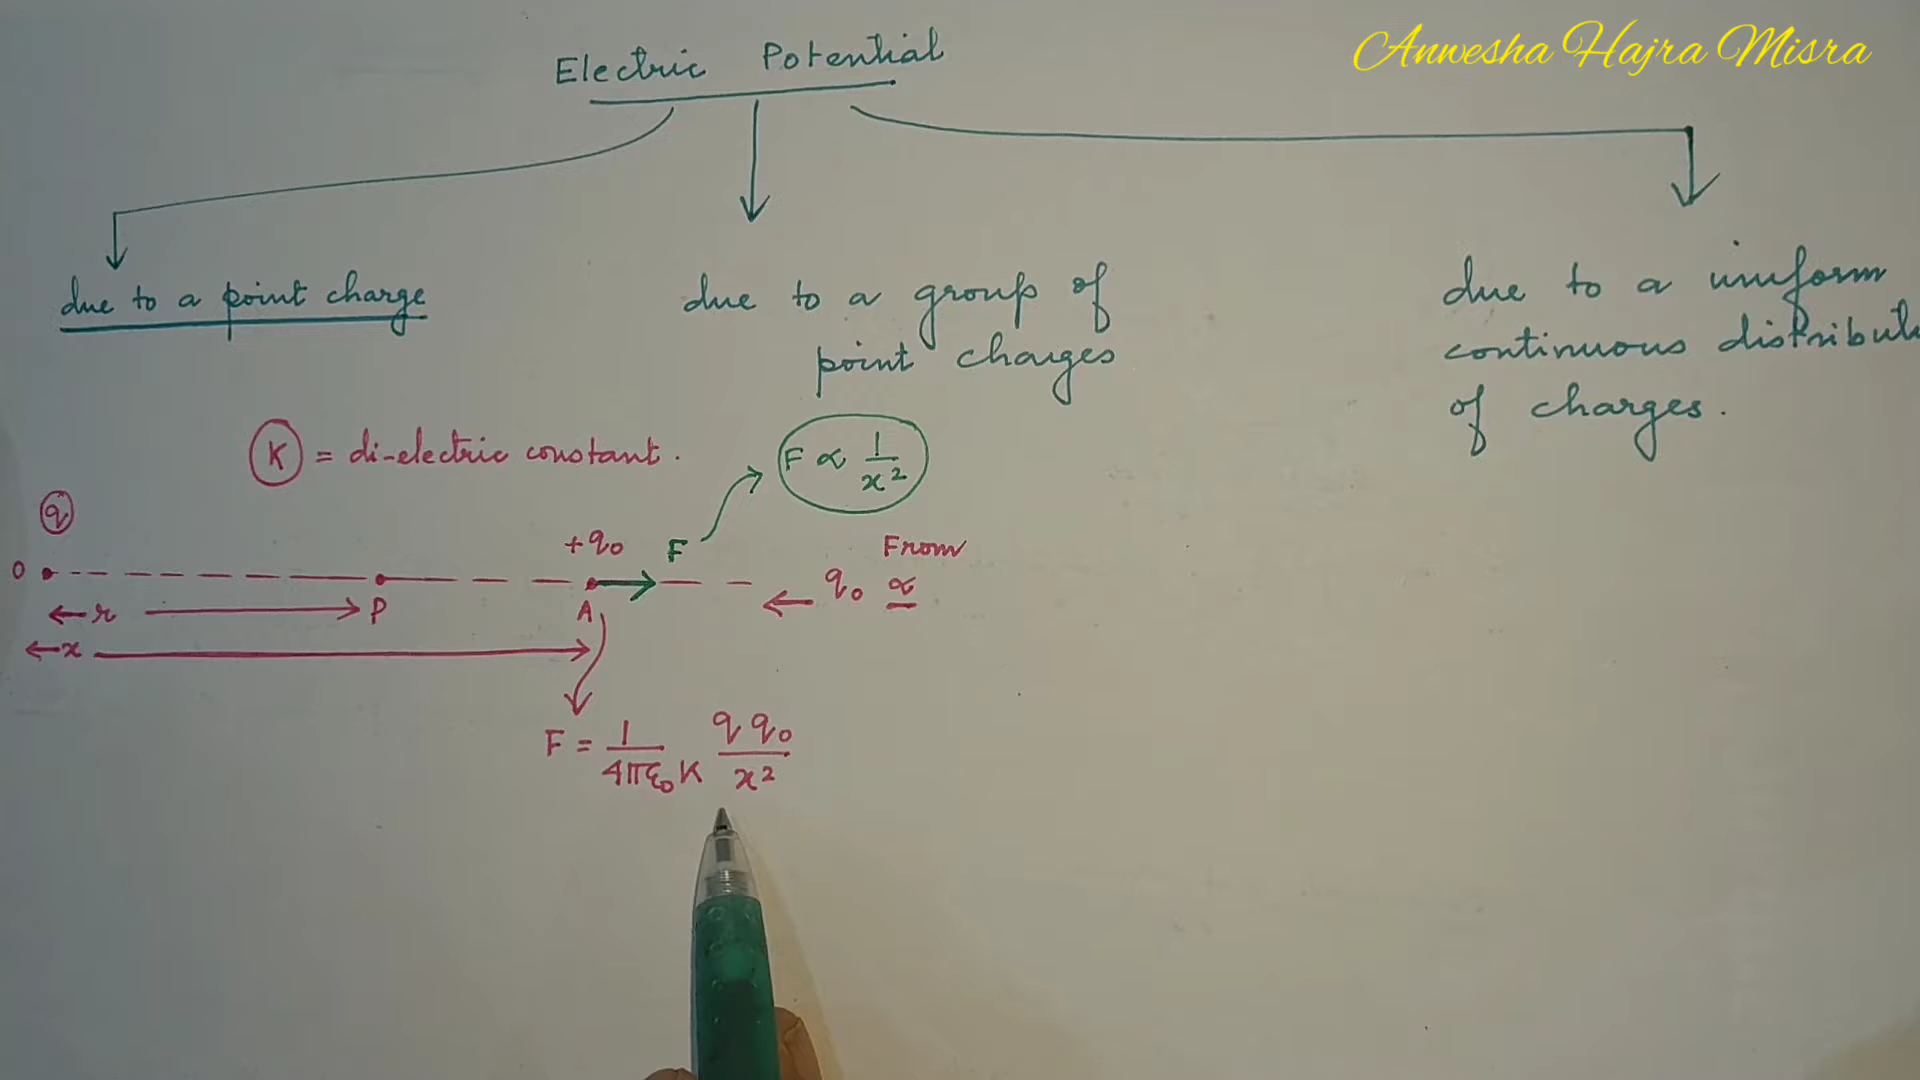 Anwesha Hajra Misra
Electric Potential
due to a point charge
due to a group of
point charges
due to a uniform
continuous distribut
of charges.
K = di-electric constant.
F ∝ 1/x²
q
+q₀
F
From
O
q₀ ∝
r
P
A
x
F = 1/4πε₀K qq₀/x²